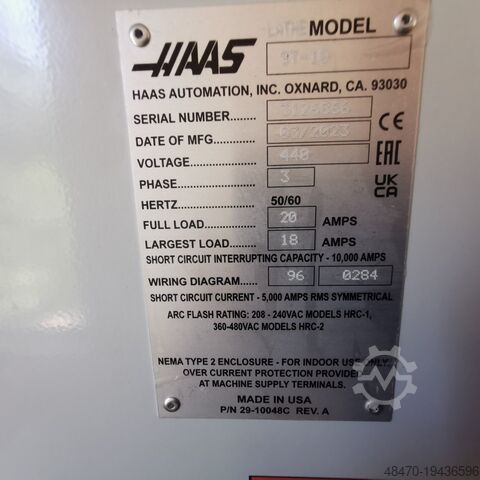 HAAS LATHE MODEL
ST-10
HAAS AUTOMATION, INC. OXNARD, CA. 93030
SERIAL NUMBER........
DATE OF MFG........... 03/2023
VOLTAGE................ 440
PHASE.................... 3
HERTZ 50/60
FULL LOAD.............. 20 AMPS
LARGEST LOAD........ 18 AMPS
SHORT CIRCUIT INTERRUPTING CAPACITY - 10,000 AMPS
WIRING DIAGRAM....... 96 0284
SHORT CIRCUIT CURRENT - 5,000 AMPS RMS SYMMETRICAL
ARC FLASH RATING: 208 - 240VAC MODELS HRC-1,
360-480VAC MODELS HRC-2
NEMA TYPE 2 ENCLOSURE - FOR INDOOR USE ONLY.
OVER CURRENT PROTECTION PROVIDED
AT MACHINE SUPPLY TERMINALS.
MADE IN USA
P/N 29-10048C REV. A
CE
EAC
UK
CA
48470-19436596